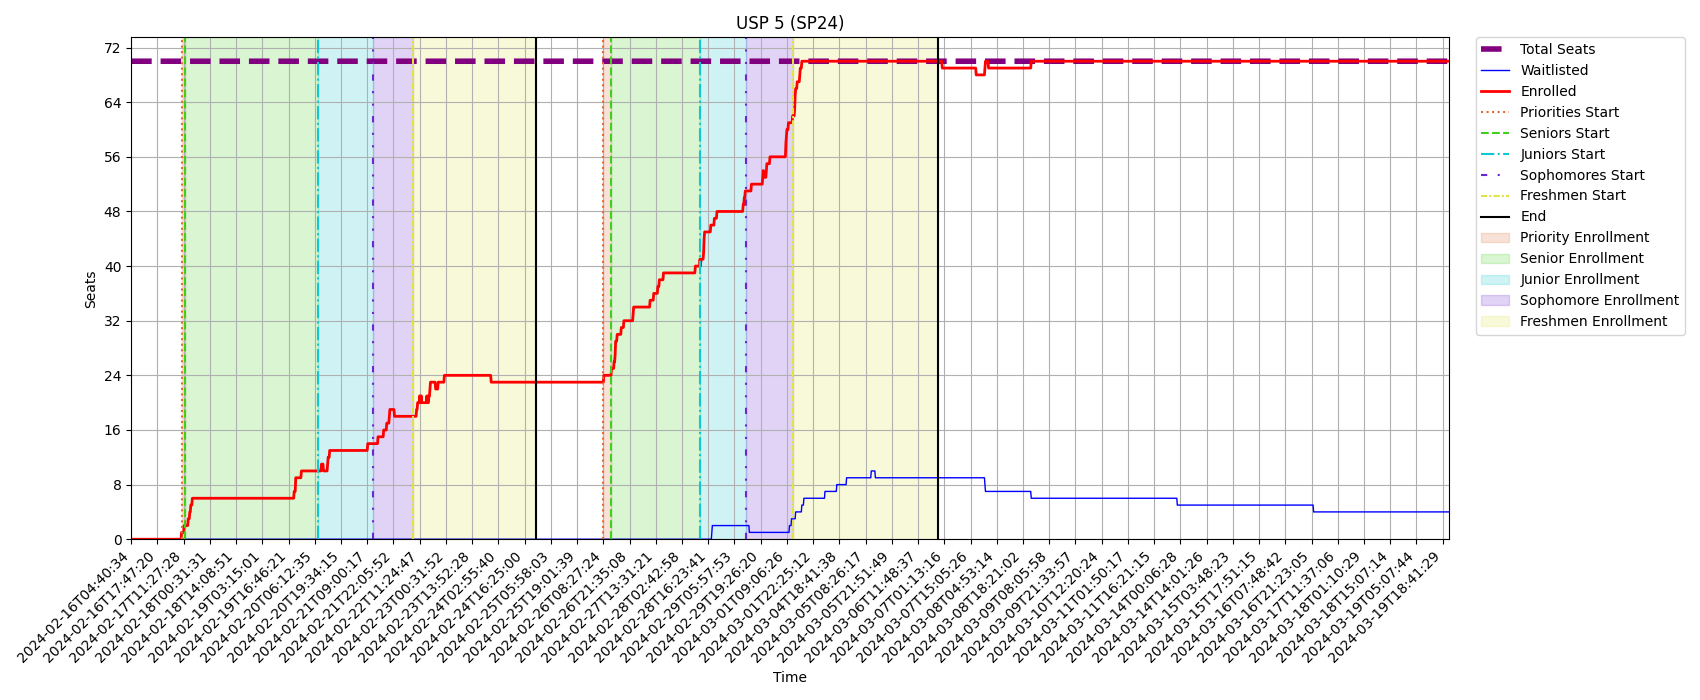 USP 5 (SP24)
72
64
56
48
40
32
24
16
8
0
Seats
2024-02-16T04:40:34
2024-02-16T17:47:20
2024-02-17T11:27:28
2024-02-18T00:31:31
2024-02-18T14:08:51
2024-02-19T03:15:01
2024-02-19T16:46:21
2024-02-20T06:12:35
2024-02-20T19:34:15
2024-02-21T09:00:17
2024-02-21T22:05:52
2024-02-22T11:24:47
2024-02-23T00:31:52
2024-02-23T13:52:28
2024-02-24T02:55:40
2024-02-24T16:25:00
2024-02-25T05:58:03
2024-02-25T19:01:39
2024-02-26T08:27:24
2024-02-26T21:35:08
2024-02-27T13:31:21
2024-02-28T02:42:58
2024-02-28T16:23:41
2024-02-29T05:57:53
2024-02-29T19:26:20
2024-03-01T09:06:26
2024-03-01T22:25:12
2024-03-04T18:41:38
2024-03-05T08:26:17
2024-03-05T21:51:49
2024-03-06T11:48:37
2024-03-07T01:13:16
2024-03-07T15:05:26
2024-03-08T04:53:14
2024-03-08T18:21:02
2024-03-09T08:05:58
2024-03-09T21:33:57
2024-03-10T12:20:24
2024-03-11T01:50:17
2024-03-11T16:21:15
2024-03-14T00:06:28
2024-03-14T14:01:26
2024-03-15T03:48:23
2024-03-15T17:51:15
2024-03-16T07:48:42
2024-03-16T21:23:05
2024-03-17T11:37:06
2024-03-18T01:10:29
2024-03-18T15:07:14
2024-03-19T05:07:44
2024-03-19T18:41:29
Time
Total Seats
Waitlisted
Enrolled
Priorities Start
Seniors Start
Juniors Start
Sophomores Start
Freshmen Start
End
Priority Enrollment
Senior Enrollment
Junior Enrollment
Sophomore Enrollment
Freshmen Enrollment